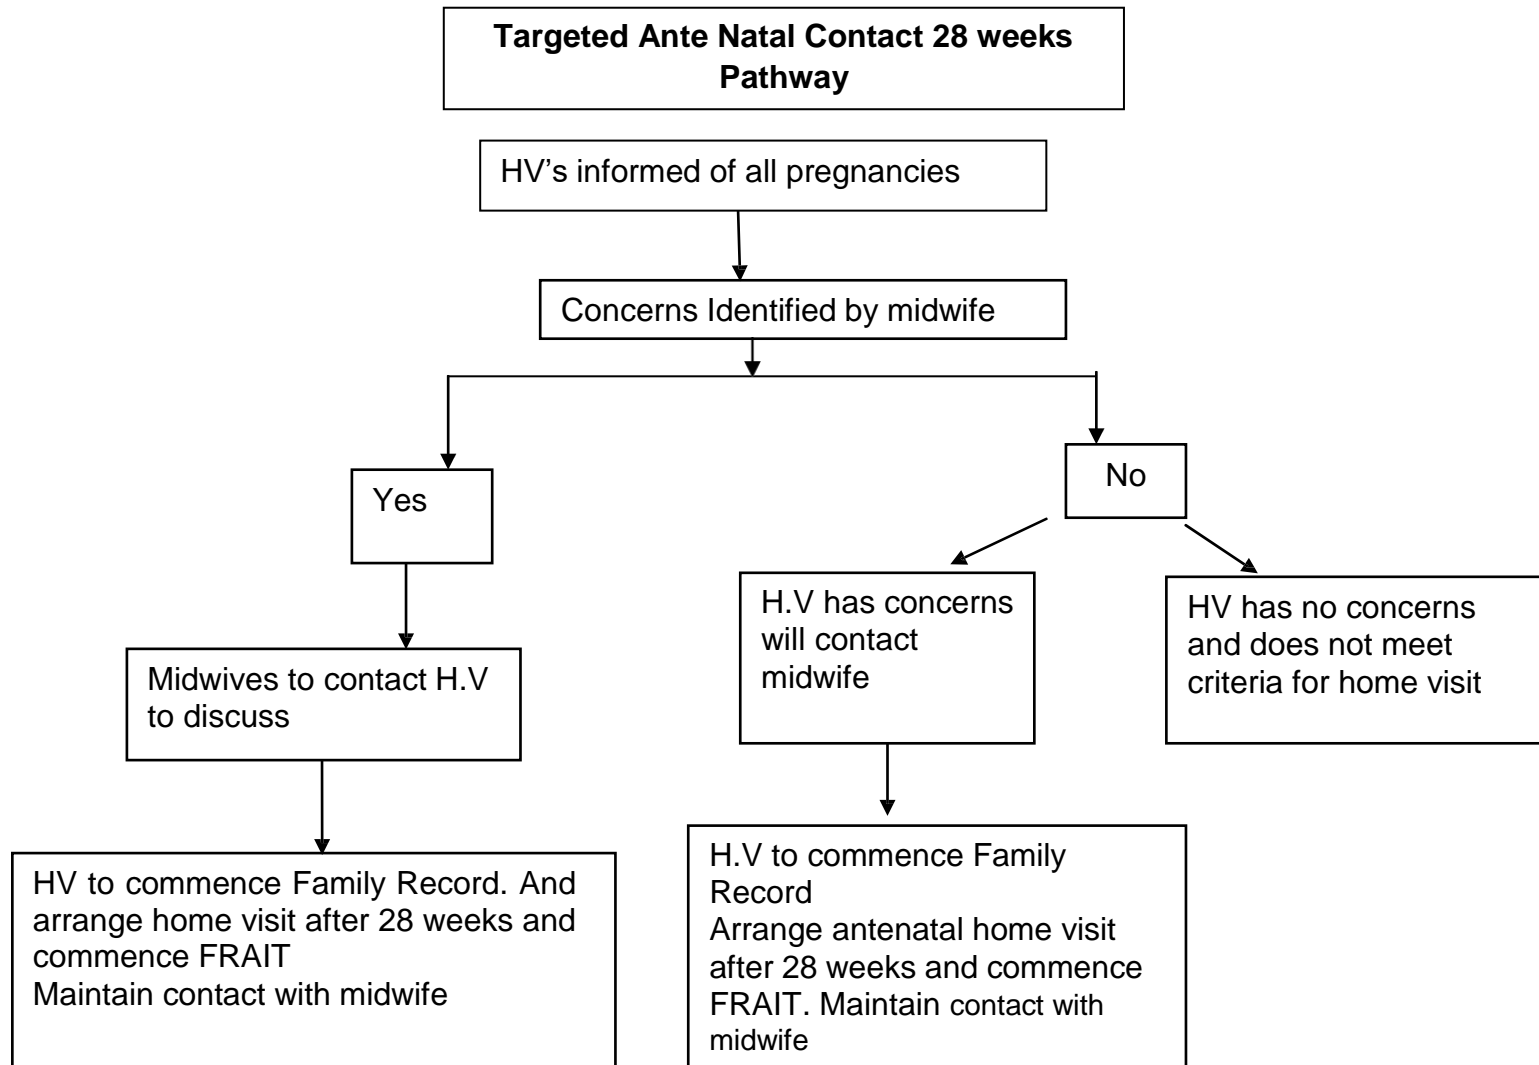 Targeted Ante Natal Contact 28 weeks
Pathway
HV’s informed of all pregnancies
Concerns Identified by midwife
Yes
No
Midwives to contact H.V
to discuss
H.V has concerns
will contact
midwife
HV has no concerns
and does not meet
criteria for home visit
HV to commence Family Record. And
arrange home visit after 28 weeks and
commence FRAIT
Maintain contact with midwife
H.V to commence Family
Record
Arrange antenatal home visit
after 28 weeks and commence
FRAIT. Maintain contact with
midwife